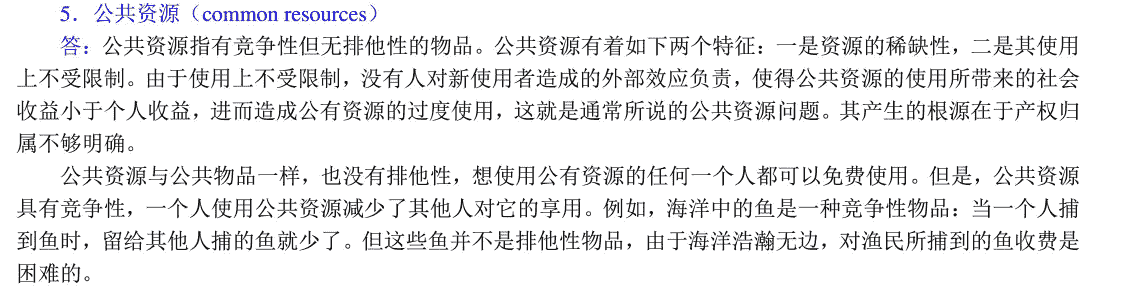 5．公共资源（common resources）
答：公共资源指有竞争性但无排他性的物品。公共资源有着如下两个特征：一是资源的稀缺性，二是其使用
上不受限制。由于使用上不受限制，没有人对新使用者造成的外部效应负责，使得公共资源的使用所带来的社会
收益小于个人收益，进而造成公有资源的过度使用，这就是通常所说的公共资源问题。其产生的根源在于产权归
属不够明确。
公共资源与公共物品一样，也没有排他性，想使用公有资源的任何一个人都可以免费使用。但是，公共资源
具有竞争性，一个人使用公共资源减少了其他人对它的享用。例如，海洋中的鱼是一种竞争性物品：当一个人捕
到鱼时，留给其他人捕的鱼就少了。但这些鱼并不是排他性物品，由于海洋浩瀚无边，对渔民所捕到的鱼收费是
困难的。